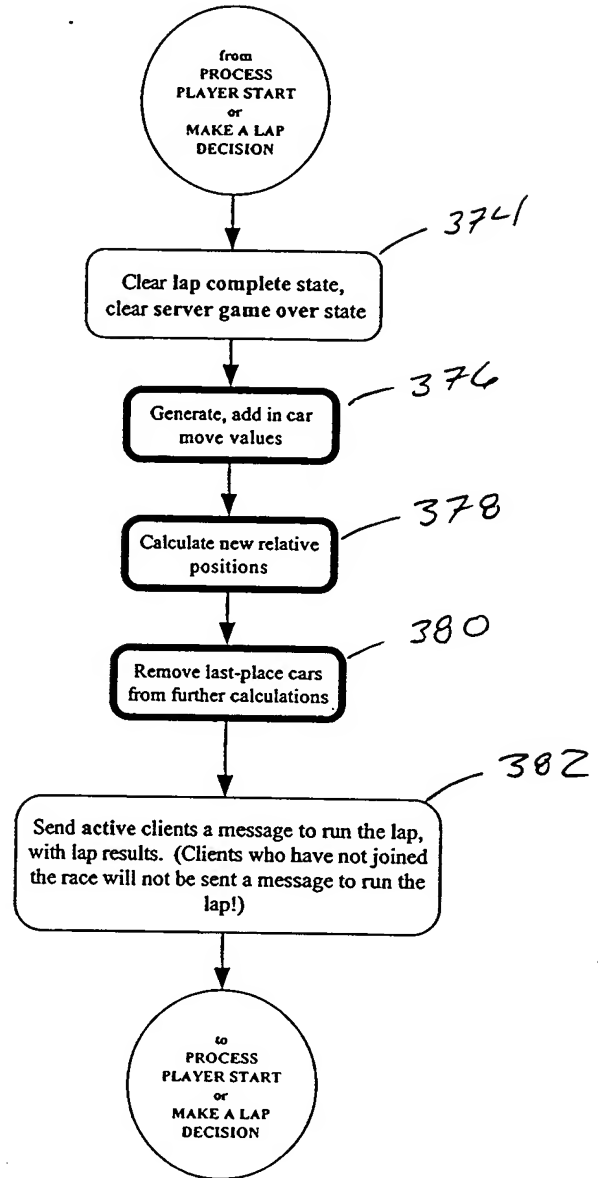 from
PROCESS
PLAYER START
or
MAKE A LAP
DECISION
374
Clear lap complete state,
clear server game over state
376
Generate, add in car
move values
378
Calculate new relative
positions
380
Remove last-place cars
from further calculations
382
Send active clients a message to run the lap,
with lap results. (Clients who have not joined
the race will not be sent a message to run the
lap!)
to
PROCESS
PLAYER START
or
MAKE A LAP
DECISION